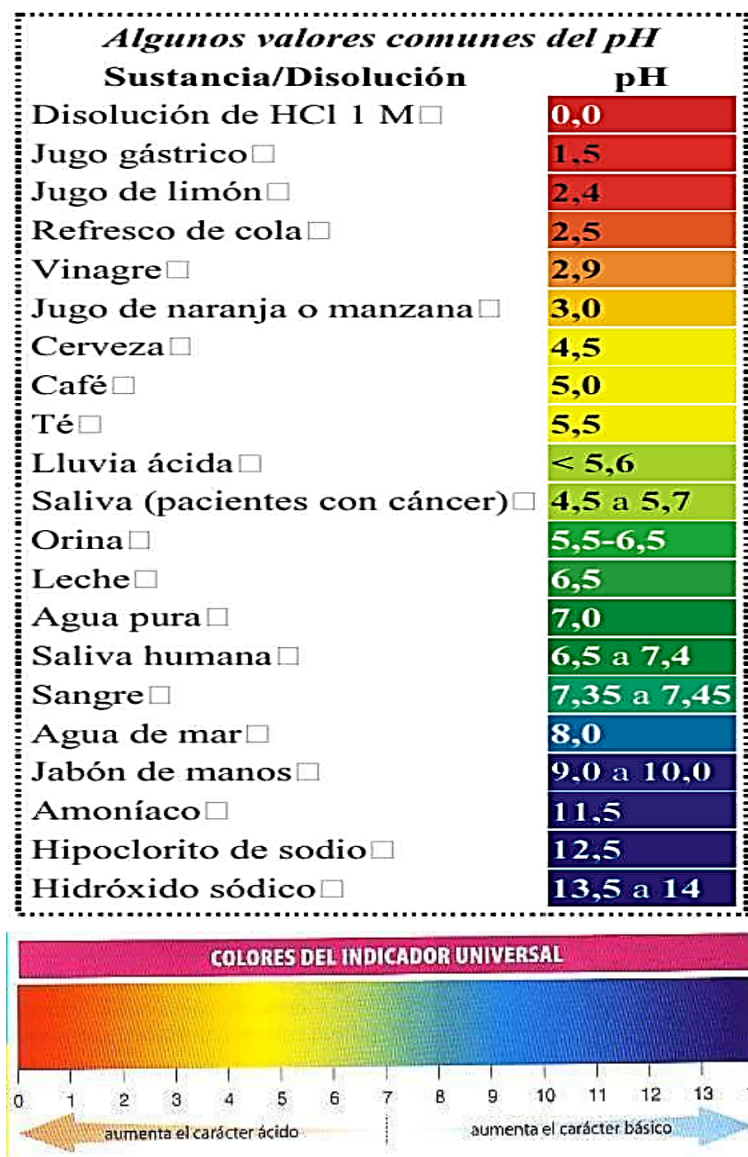 Algunos valores comunes del pH
Sustancia/Disolución pH
Disolución de HCl 1 M□ 0,0
Jugo gástrico□ 1,5
Jugo de limón□ 2,4
Refresco de cola□ 2,5
Vinagre□ 2,9
Jugo de naranja o manzana□ 3,0
Cerveza□ 4,5
Café□ 5,0
Té□ 5,5
Lluvia ácida□ < 5,6
Saliva (pacientes con cáncer)□ 4,5 a 5,7
Orina□ 5,5-6,5
Leche□ 6,5
Agua pura□ 7,0
Saliva humana□ 6,5 a 7,4
Sangre□ 7,35 a 7,45
Agua de mar□ 8,0
Jabón de manos□ 9,0 a 10,0
Amoníaco□ 11,5
Hipoclorito de sodio□ 12,5
Hidróxido sódico□ 13,5 a 14
COLORES DEL INDICADOR UNIVERSAL
0 1 2 3 4 5 6 7 8 9 10 11 12 13
aumenta el carácter ácido aumenta el carácter básico